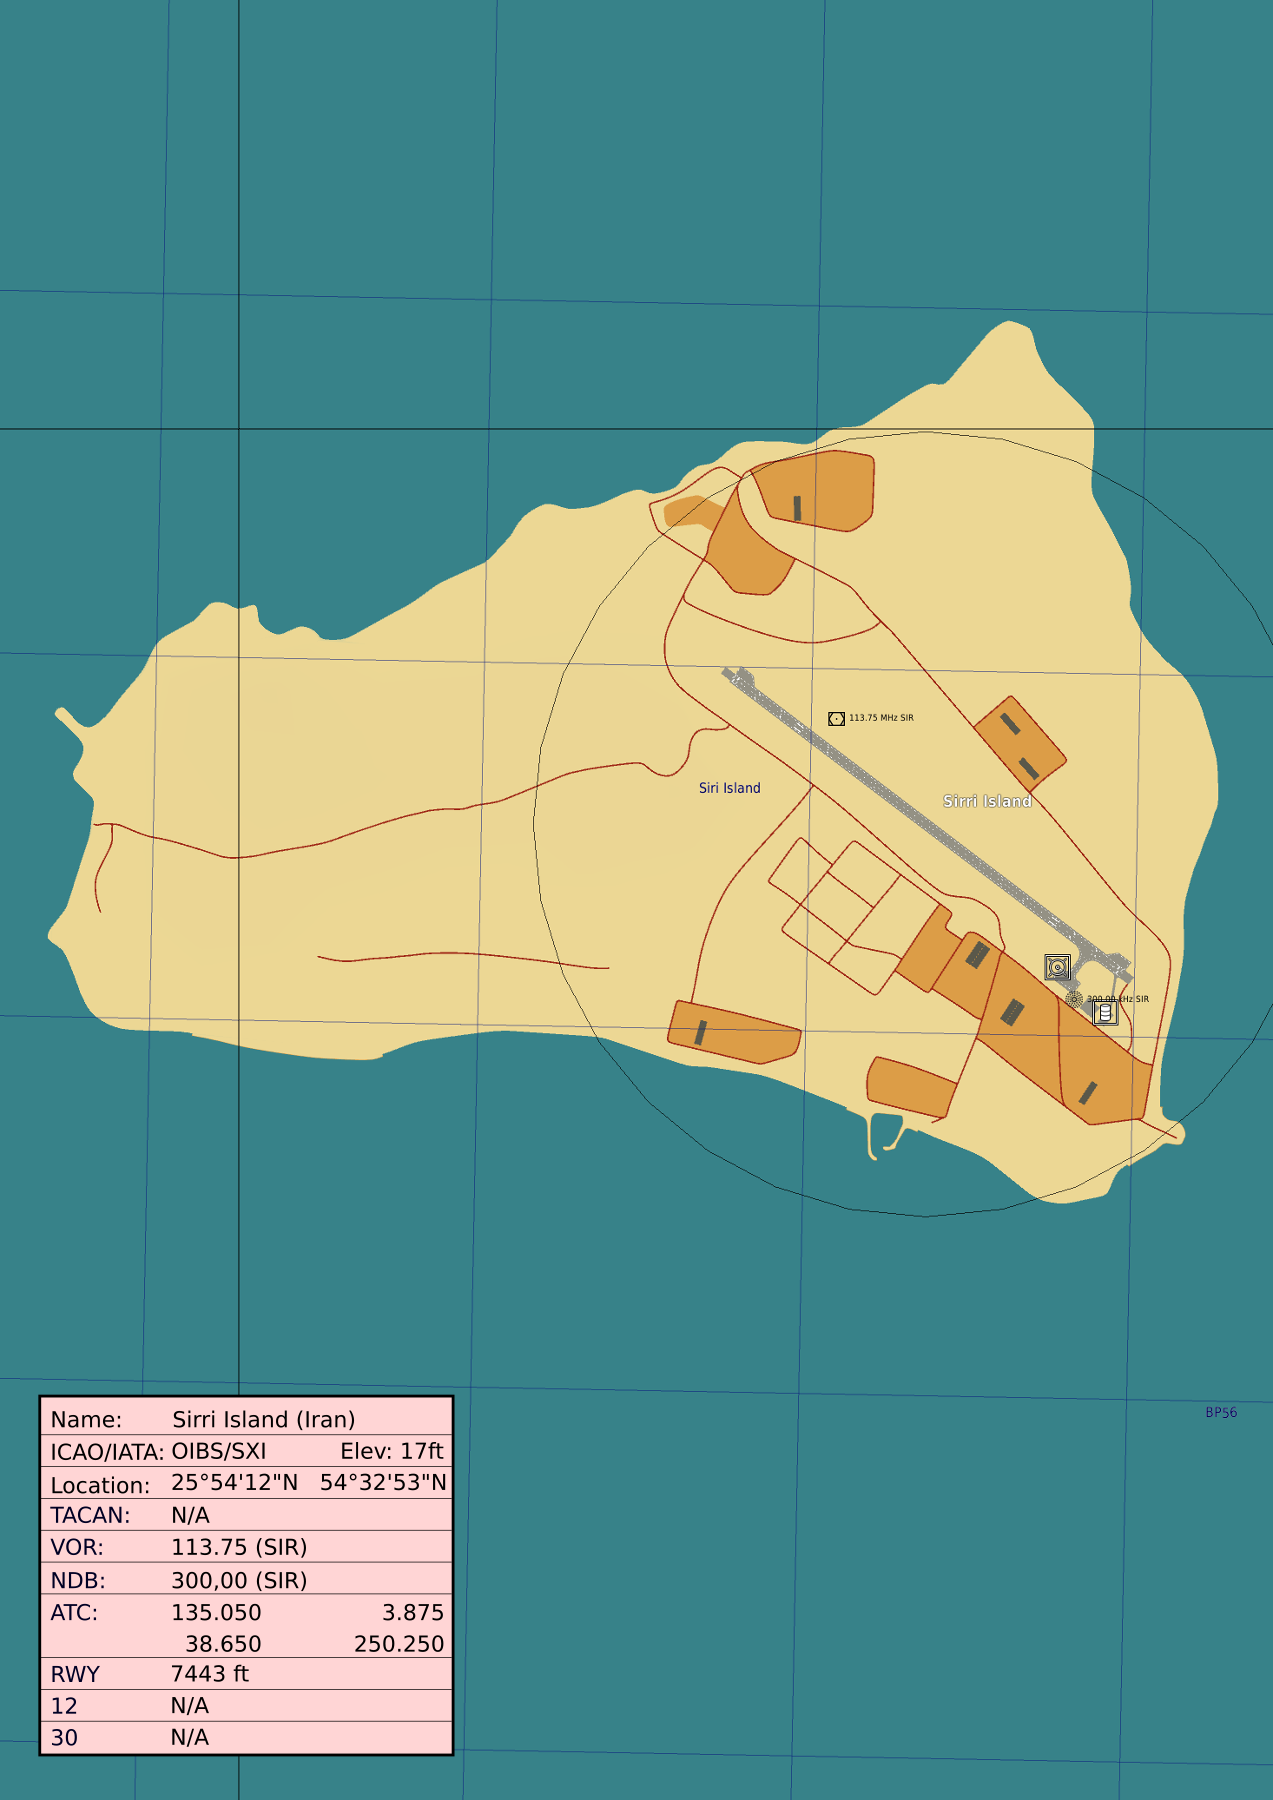 113.75 MHz SIR
Siri Island
Sirri Island
300.00 kHz SIR
BP56
Name: Sirri Island (Iran)
ICAO/IATA: OIBS/SXI Elev: 17ft
Location: 25°54'12"N 54°32'53"N
TACAN: N/A
VOR: 113.75 (SIR)
NDB: 300,00 (SIR)
ATC: 135.050 3.875
38.650 250.250
RWY 7443 ft
12 N/A
30 N/A